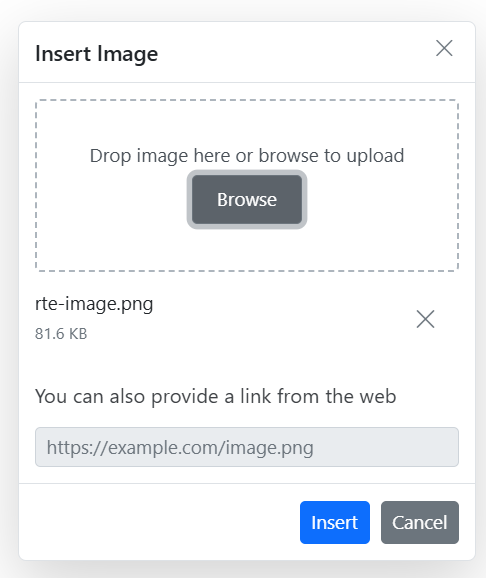 Insert Image
Drop image here or browse to upload
Browse
rte-image.png
81.6 KB
You can also provide a link from the web
https://example.com/image.png
Insert
Cancel